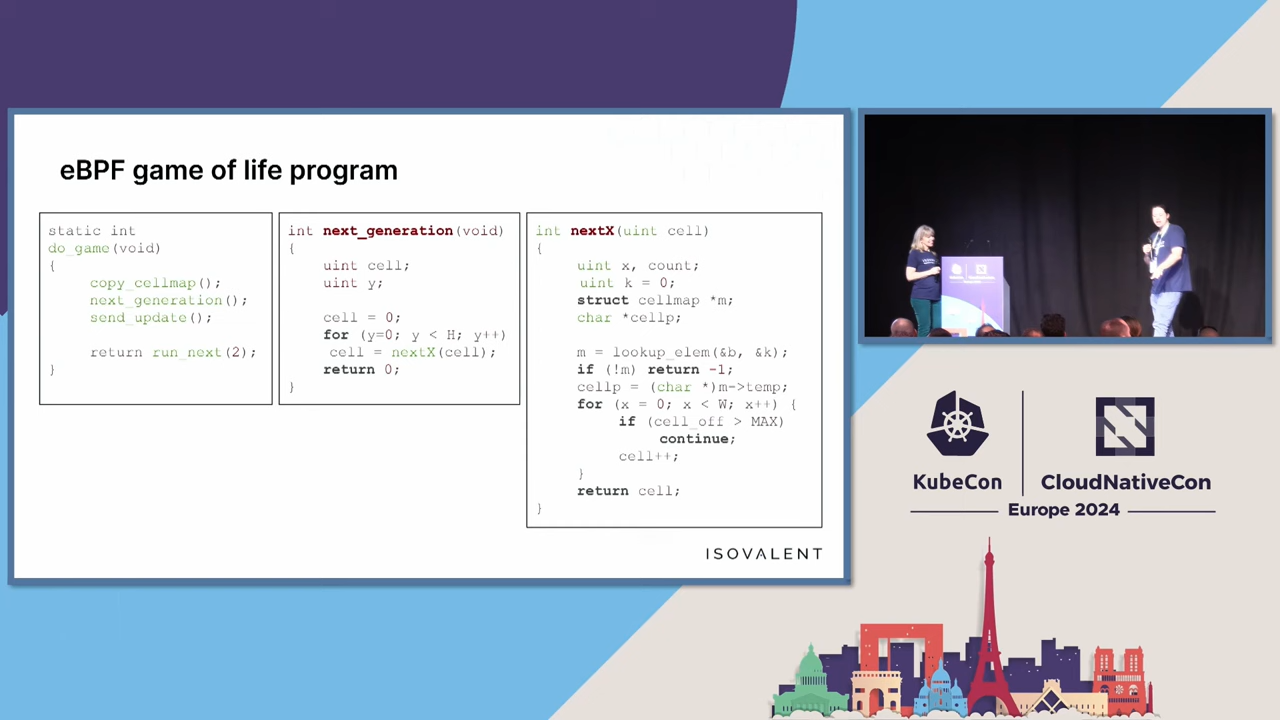 eBPF game of life program
static int
do_game(void)
{
copy_cellmap();
next_generation();
send_update();
return run_next(2);
}
int next_generation(void)
{
uint cell;
uint y;
cell = 0;
for (y=0; y < H; y++)
cell = nextX(cell);
return 0;
}
int nextX(uint cell)
{
uint x, count;
uint k = 0;
struct cellmap *m;
char *cellp;
m = lookup_elem(&b, &k);
if (!m) return -1;
cellp = (char *)m->temp;
for (x = 0; x < W; x++) {
if (cell_off > MAX)
continue;
cell++;
}
return cell;
}
ISOVALENT
KubeCon
CloudNativeCon
Europe 2024